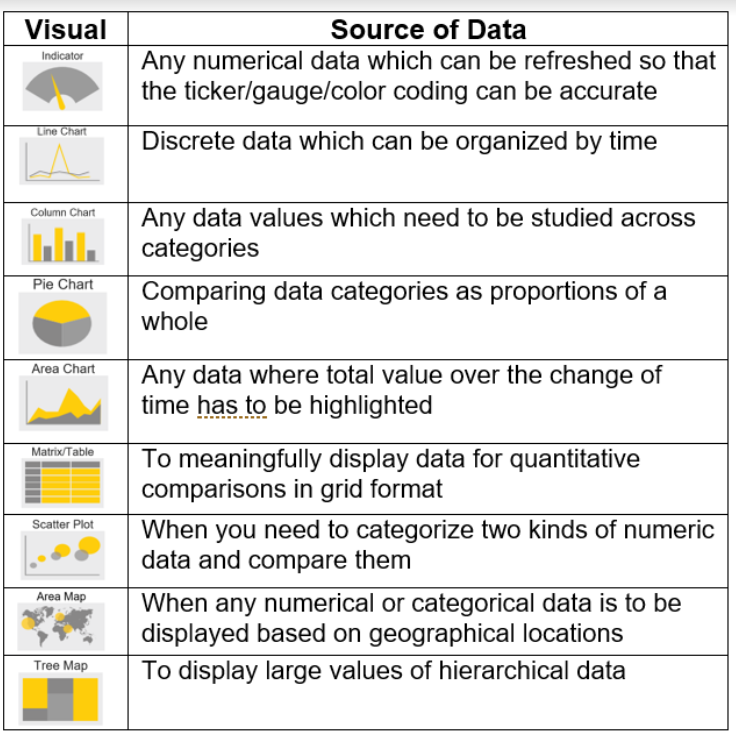 Visual
Source of Data
Indicator
Any numerical data which can be refreshed so that
the ticker/gauge/color coding can be accurate
Line Chart
Discrete data which can be organized by time
Column Chart
Any data values which need to be studied across
categories
Pie Chart
Comparing data categories as proportions of a
whole
Area Chart
Any data where total value over the change of
time has to be highlighted
Matrix/Table
To meaningfully display data for quantitative
comparisons in grid format
Scatter Plot
When you need to categorize two kinds of numeric
data and compare them
Area Map
When any numerical or categorical data is to be
displayed based on geographical locations
Tree Map
To display large values of hierarchical data